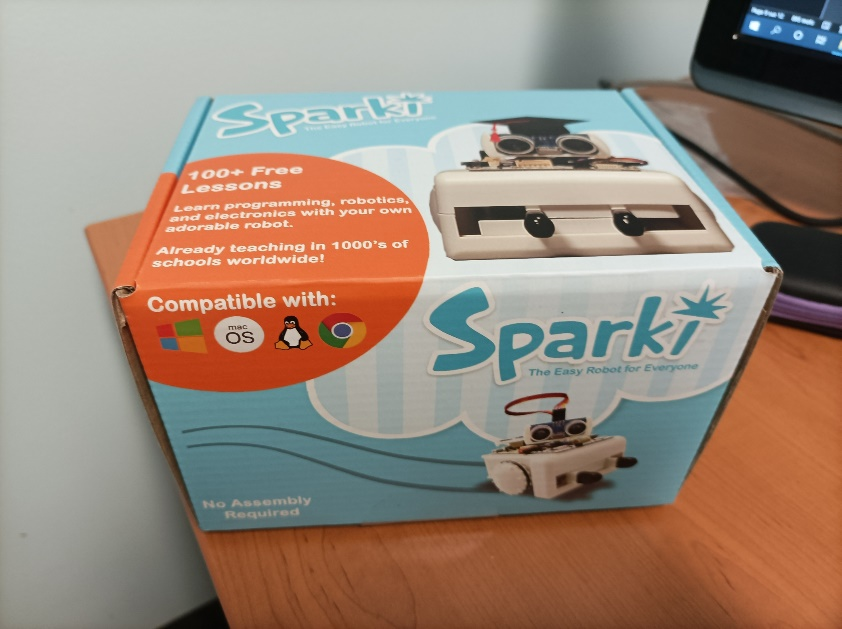 Sparki
The Easy Robot for Everyone
100+ Free
Lessons
Learn programming, robotics,
and electronics with your own
adorable robot.
Already teaching in 1000's of
schools worldwide!
Compatible with:
mac
OS
Sparki
The Easy Robot for Everyone
No Assembly
Required